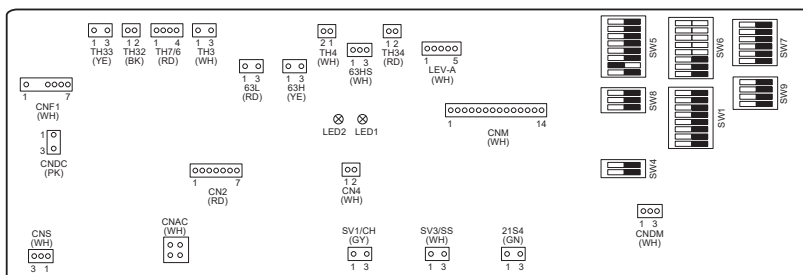 1 3
TH33
(YE)
1 2
TH32
(BK)
1 4
TH7/6
(RD)
1 3
TH3
(WH)
2 1
TH4
(WH)
1 3
63HS
(WH)
1 2
TH34
(RD)
1 5
LEV-A
(WH)
SW5
SW6
SW7
1 3
63L
(RD)
1 3
63H
(YE)
1 7
CNF1
(WH)
SW8
SW1
SW9
LED2 LED1
1 14
CNM
(WH)
1
3
CNDC
(PK)
1 7
CN2
(RD)
1 2
CN4
(WH)
SW4
1 3
CNDM
(WH)
CNS
(WH)
3 1
CNAC
(WH)
SV1/CH
(GY)
1 3
SV3/SS
(WH)
1 3
21S4
(GN)
1 3